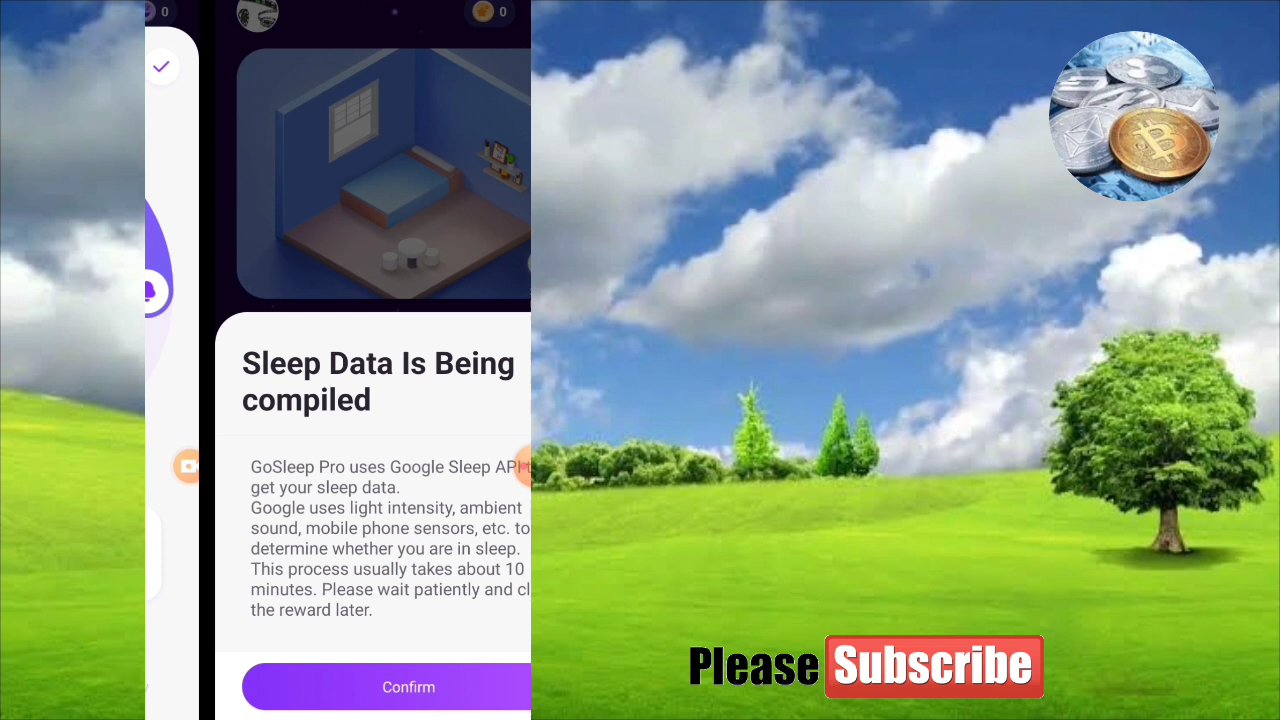 0
0
Sleep Data Is Being
compiled
GoSleep Pro uses Google Sleep API
get your sleep data.
Google uses light intensity, ambient
sound, mobile phone sensors, etc. to
determine whether you are in sleep.
This process usually takes about 10
minutes. Please wait patiently and
the reward later.
Confirm
Please Subscribe